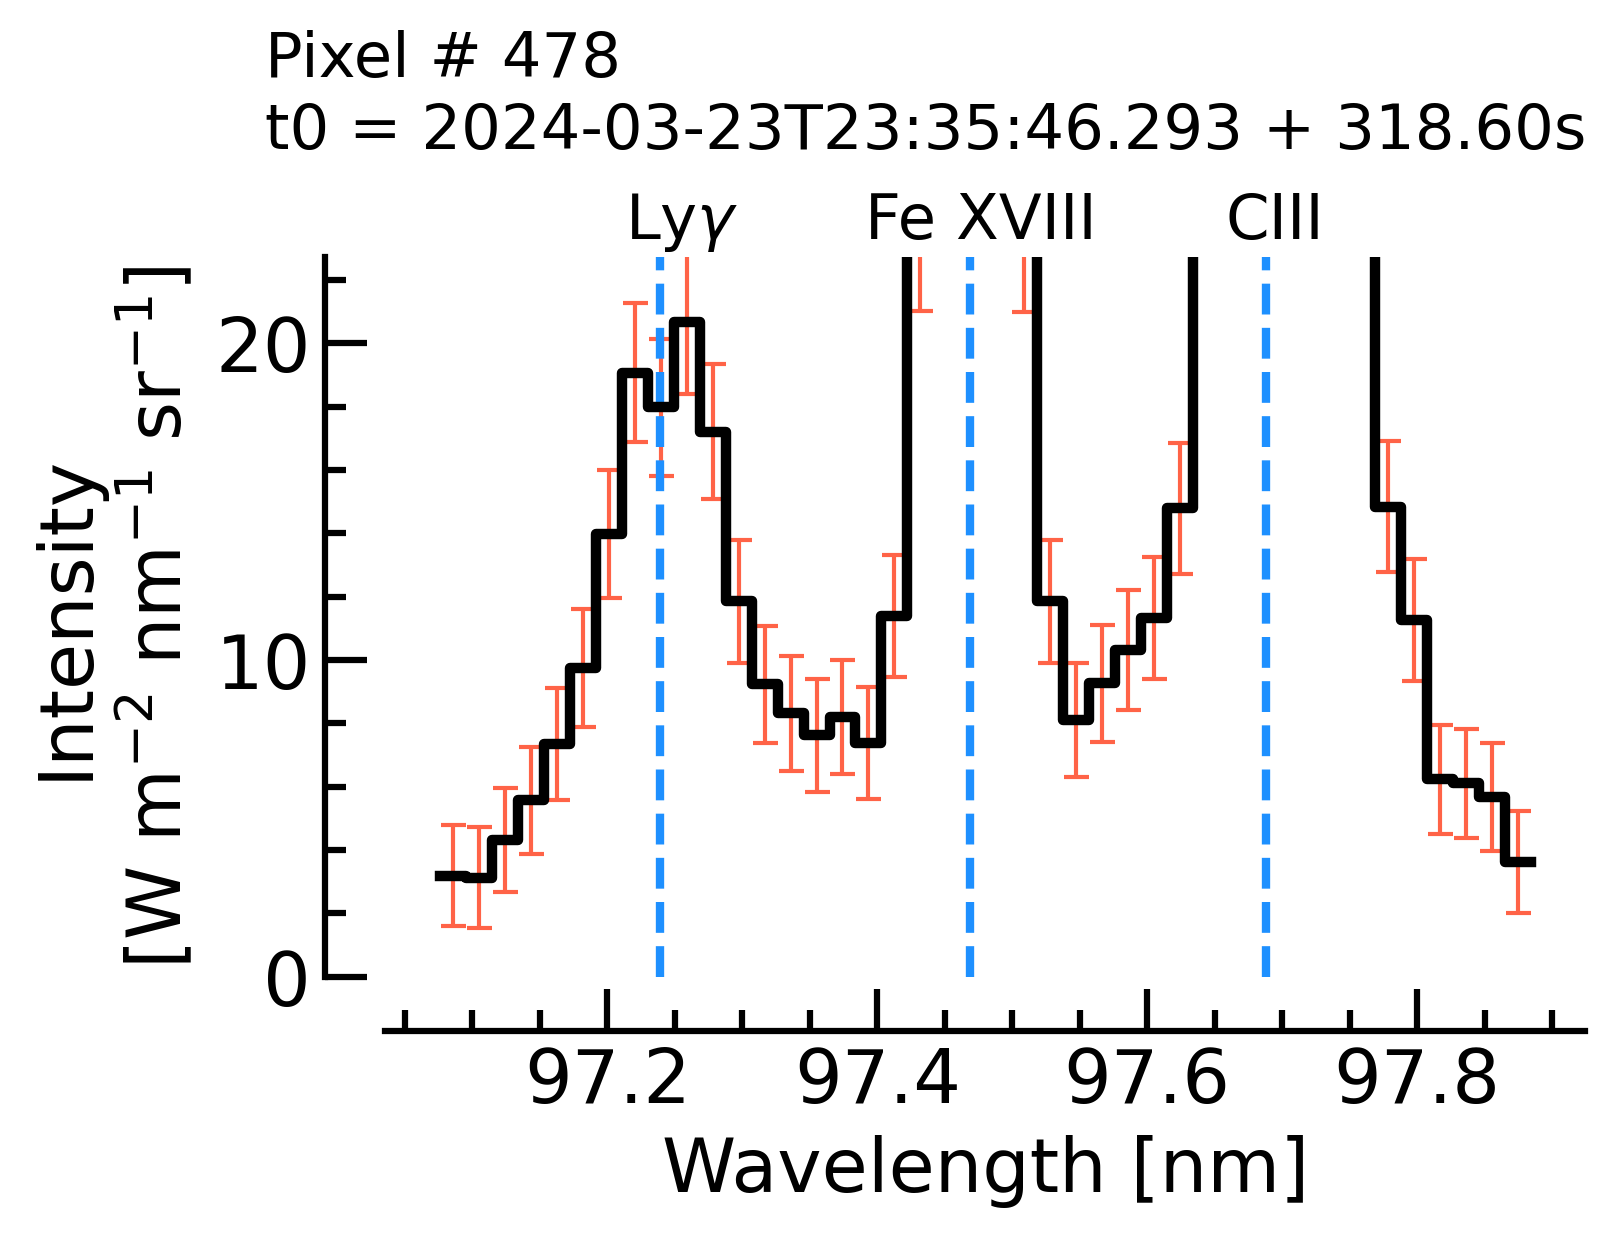 Pixel # 478
t0 = 2024-03-23T23:35:46.293 + 318.60s
Lyγ Fe XVIII CIII
Intensity
[W m⁻² nm⁻¹ sr⁻¹]
20
10
0
97.2 97.4 97.6 97.8
Wavelength [nm]